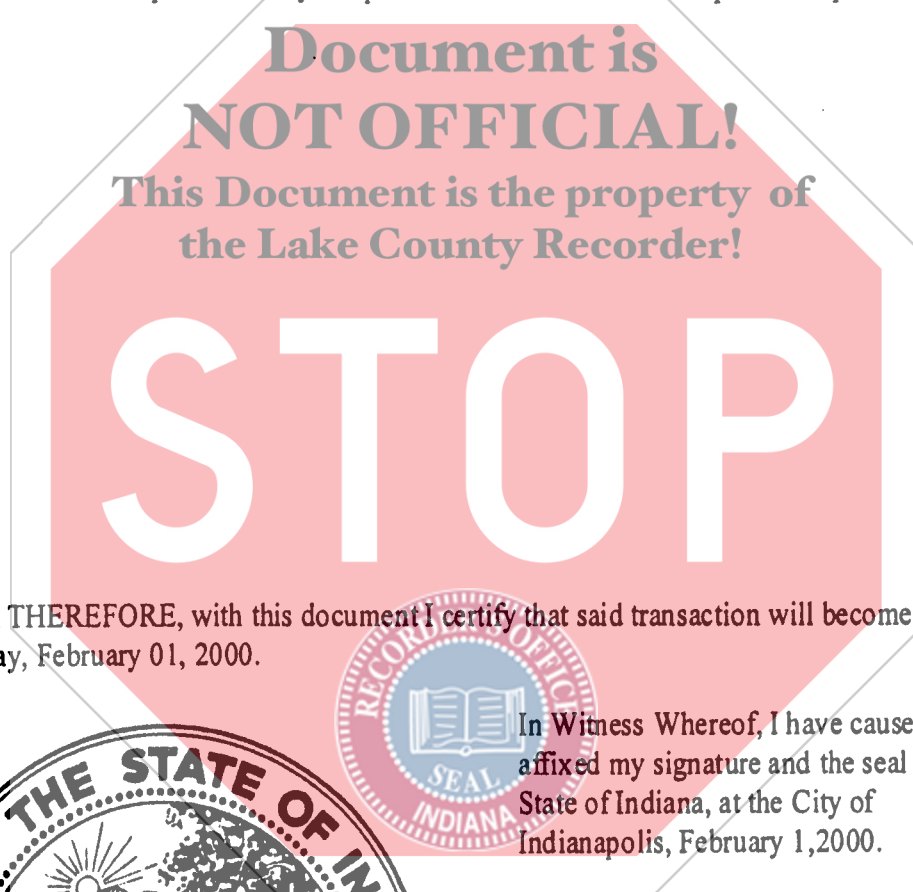 Document is
NOT OFFICIAL!
This Document is the property of
the Lake County Recorder!
STOP
THEREFORE, with this document I certify that said transaction will become
February 01, 2000.
RECORDER'S OFFICE
SEAL
INDIANA
In Witness Whereof, I have cause
affixed my signature and the seal
State of Indiana, at the City of
Indianapolis, February 1,2000.
THE STATE OF IN